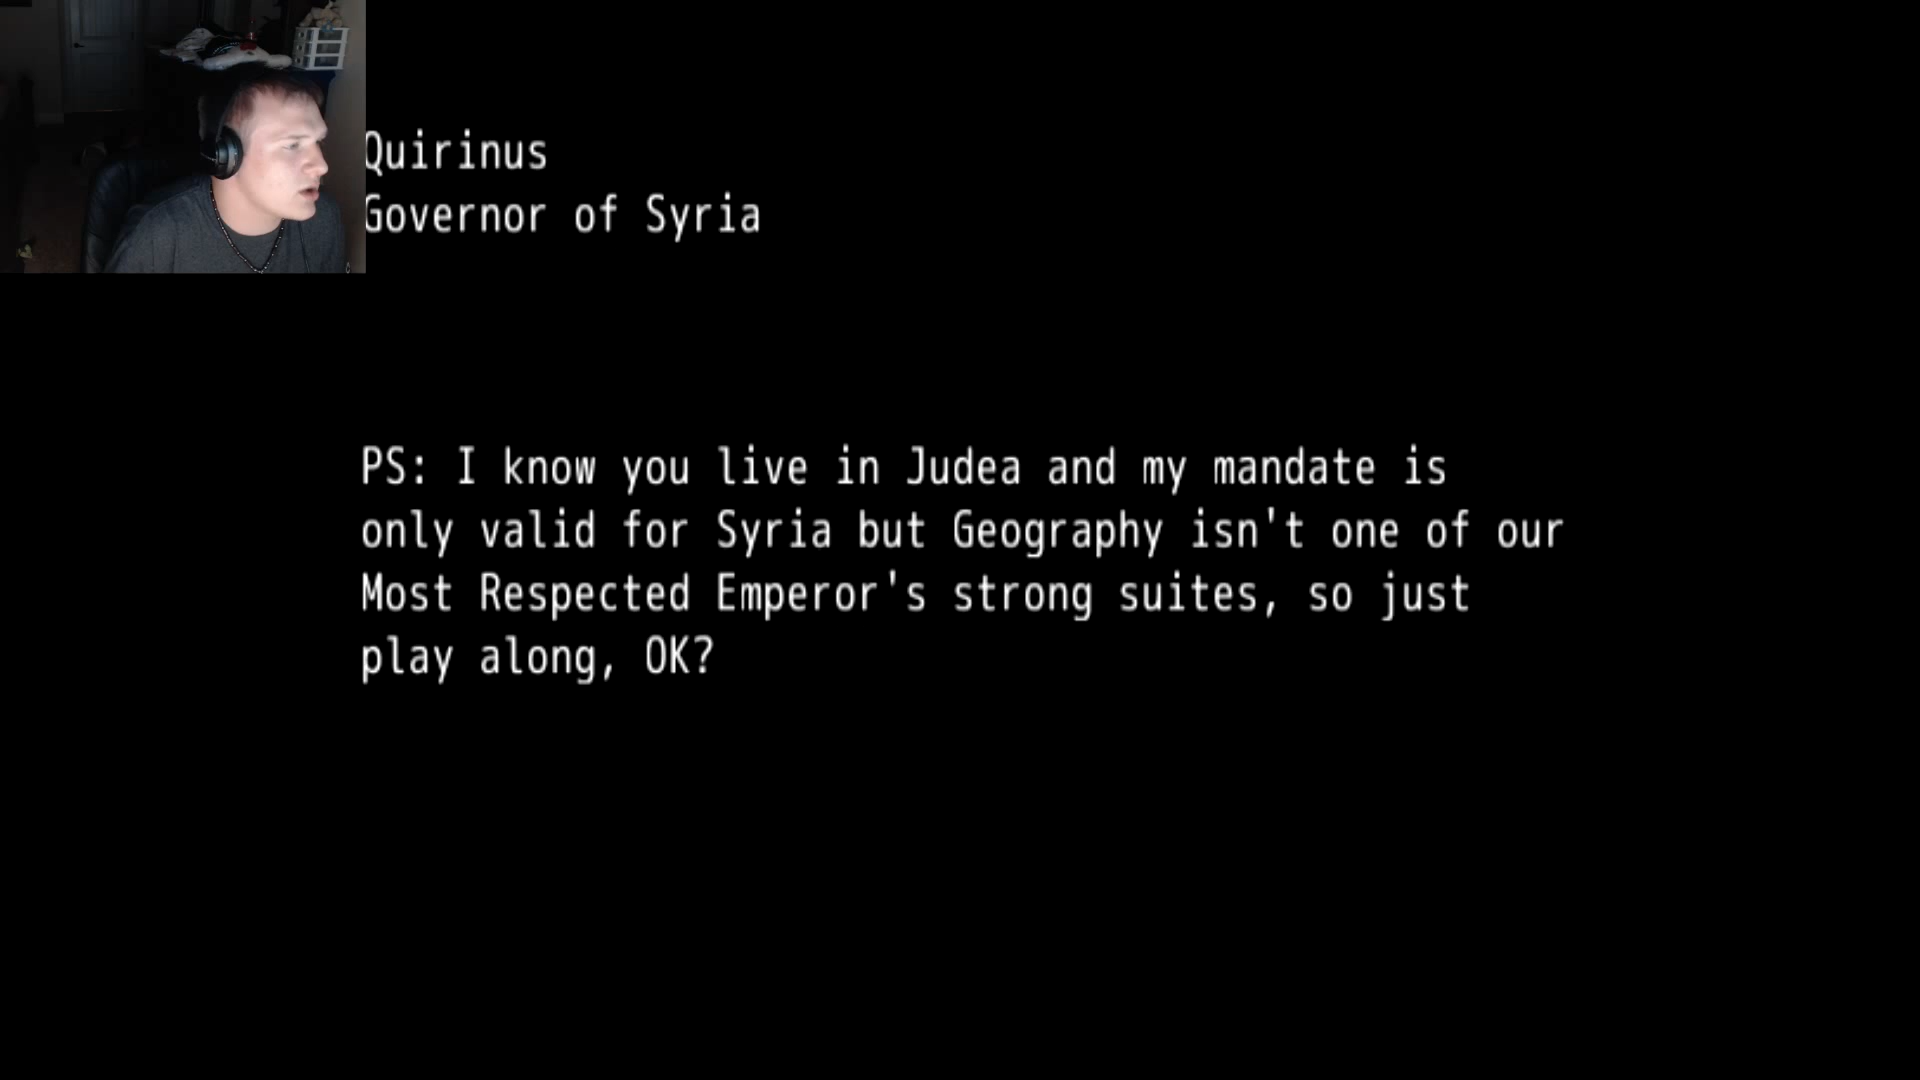 Quirinus
Governor of Syria
PS: I know you live in Judea and my mandate is
only valid for Syria but Geography isn't one of our
Most Respected Emperor's strong suites, so just
play along, OK?